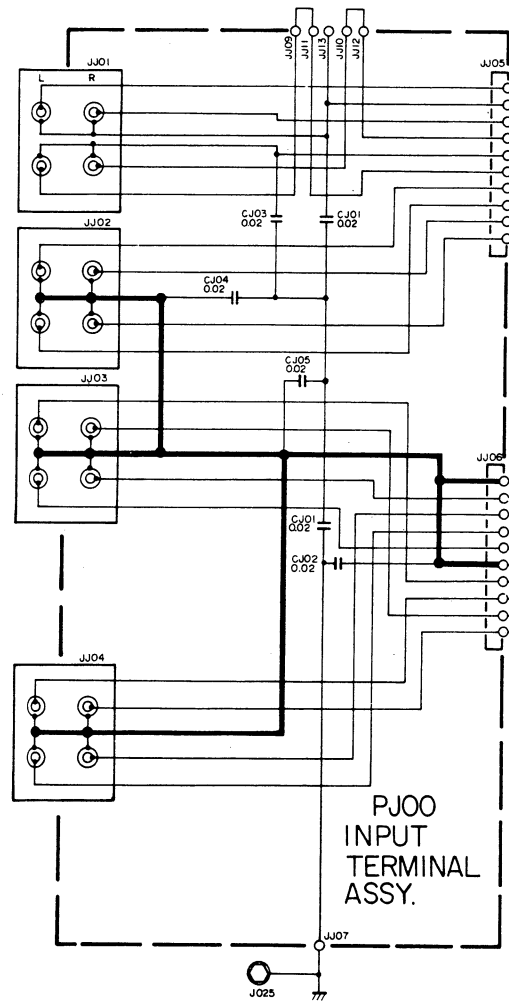 JJ09
JJ11
JJ13
JJ10
JJ12
JJ01
L R
JJ05
CJ03
0.02
CJ01
0.02
JJ02
CJ04
0.02
CJ05
0.02
JJ03
JJ06
CJ01
0.02
CJ02
0.02
JJ04
PJ00
INPUT
TERMINAL
ASSY.
JJ07
J025